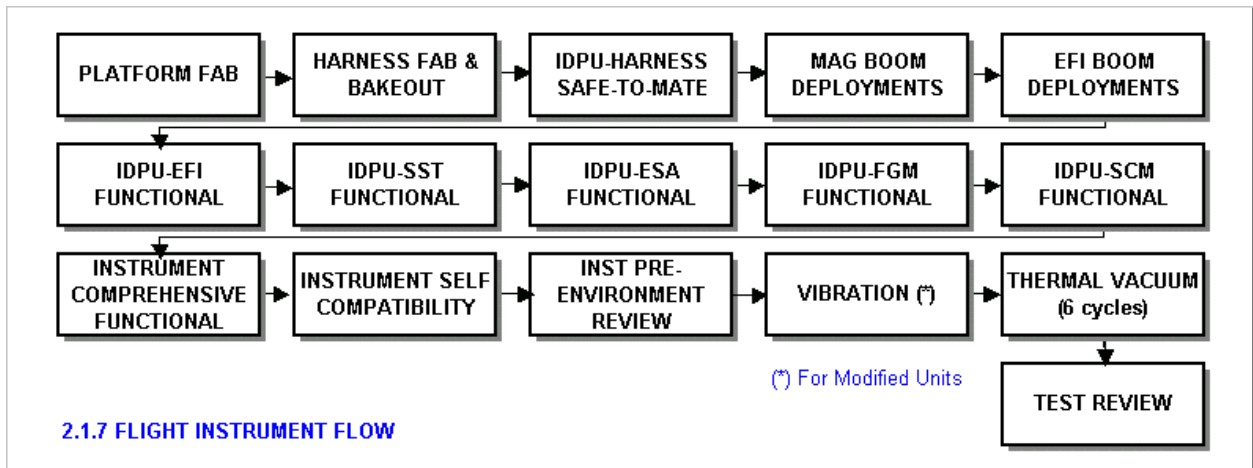 PLATFORM FAB
HARNESS FAB &
BAKEOUT
IDPU-HARNESS
SAFE-TO-MATE
MAG BOOM
DEPLOYMENTS
EFI BOOM
DEPLOYMENTS
IDPU-EFI
FUNCTIONAL
IDPU-SST
FUNCTIONAL
IDPU-ESA
FUNCTIONAL
IDPU-FGM
FUNCTIONAL
IDPU-SCM
FUNCTIONAL
INSTRUMENT
COMPREHENSIVE
FUNCTIONAL
INSTRUMENT SELF
COMPATIBILITY
INST PRE-
ENVIRONMENT
REVIEW
VIBRATION (*)
THERMAL VACUUM
(6 cycles)
(*) For Modified Units
TEST REVIEW
2.1.7 FLIGHT INSTRUMENT FLOW